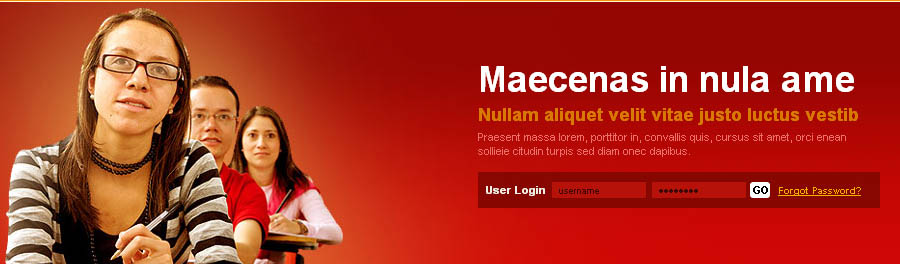 Maecenas in nula ame
Nullam aliquet velit vitae justo luctus vestib
Praesent massa lorem, porttitor in, convallis quis, cursus sit amet, orci enean
sollieie citudin turpis sed diam onec dapibus.
User Login username •••••••• GO Forgot Password?